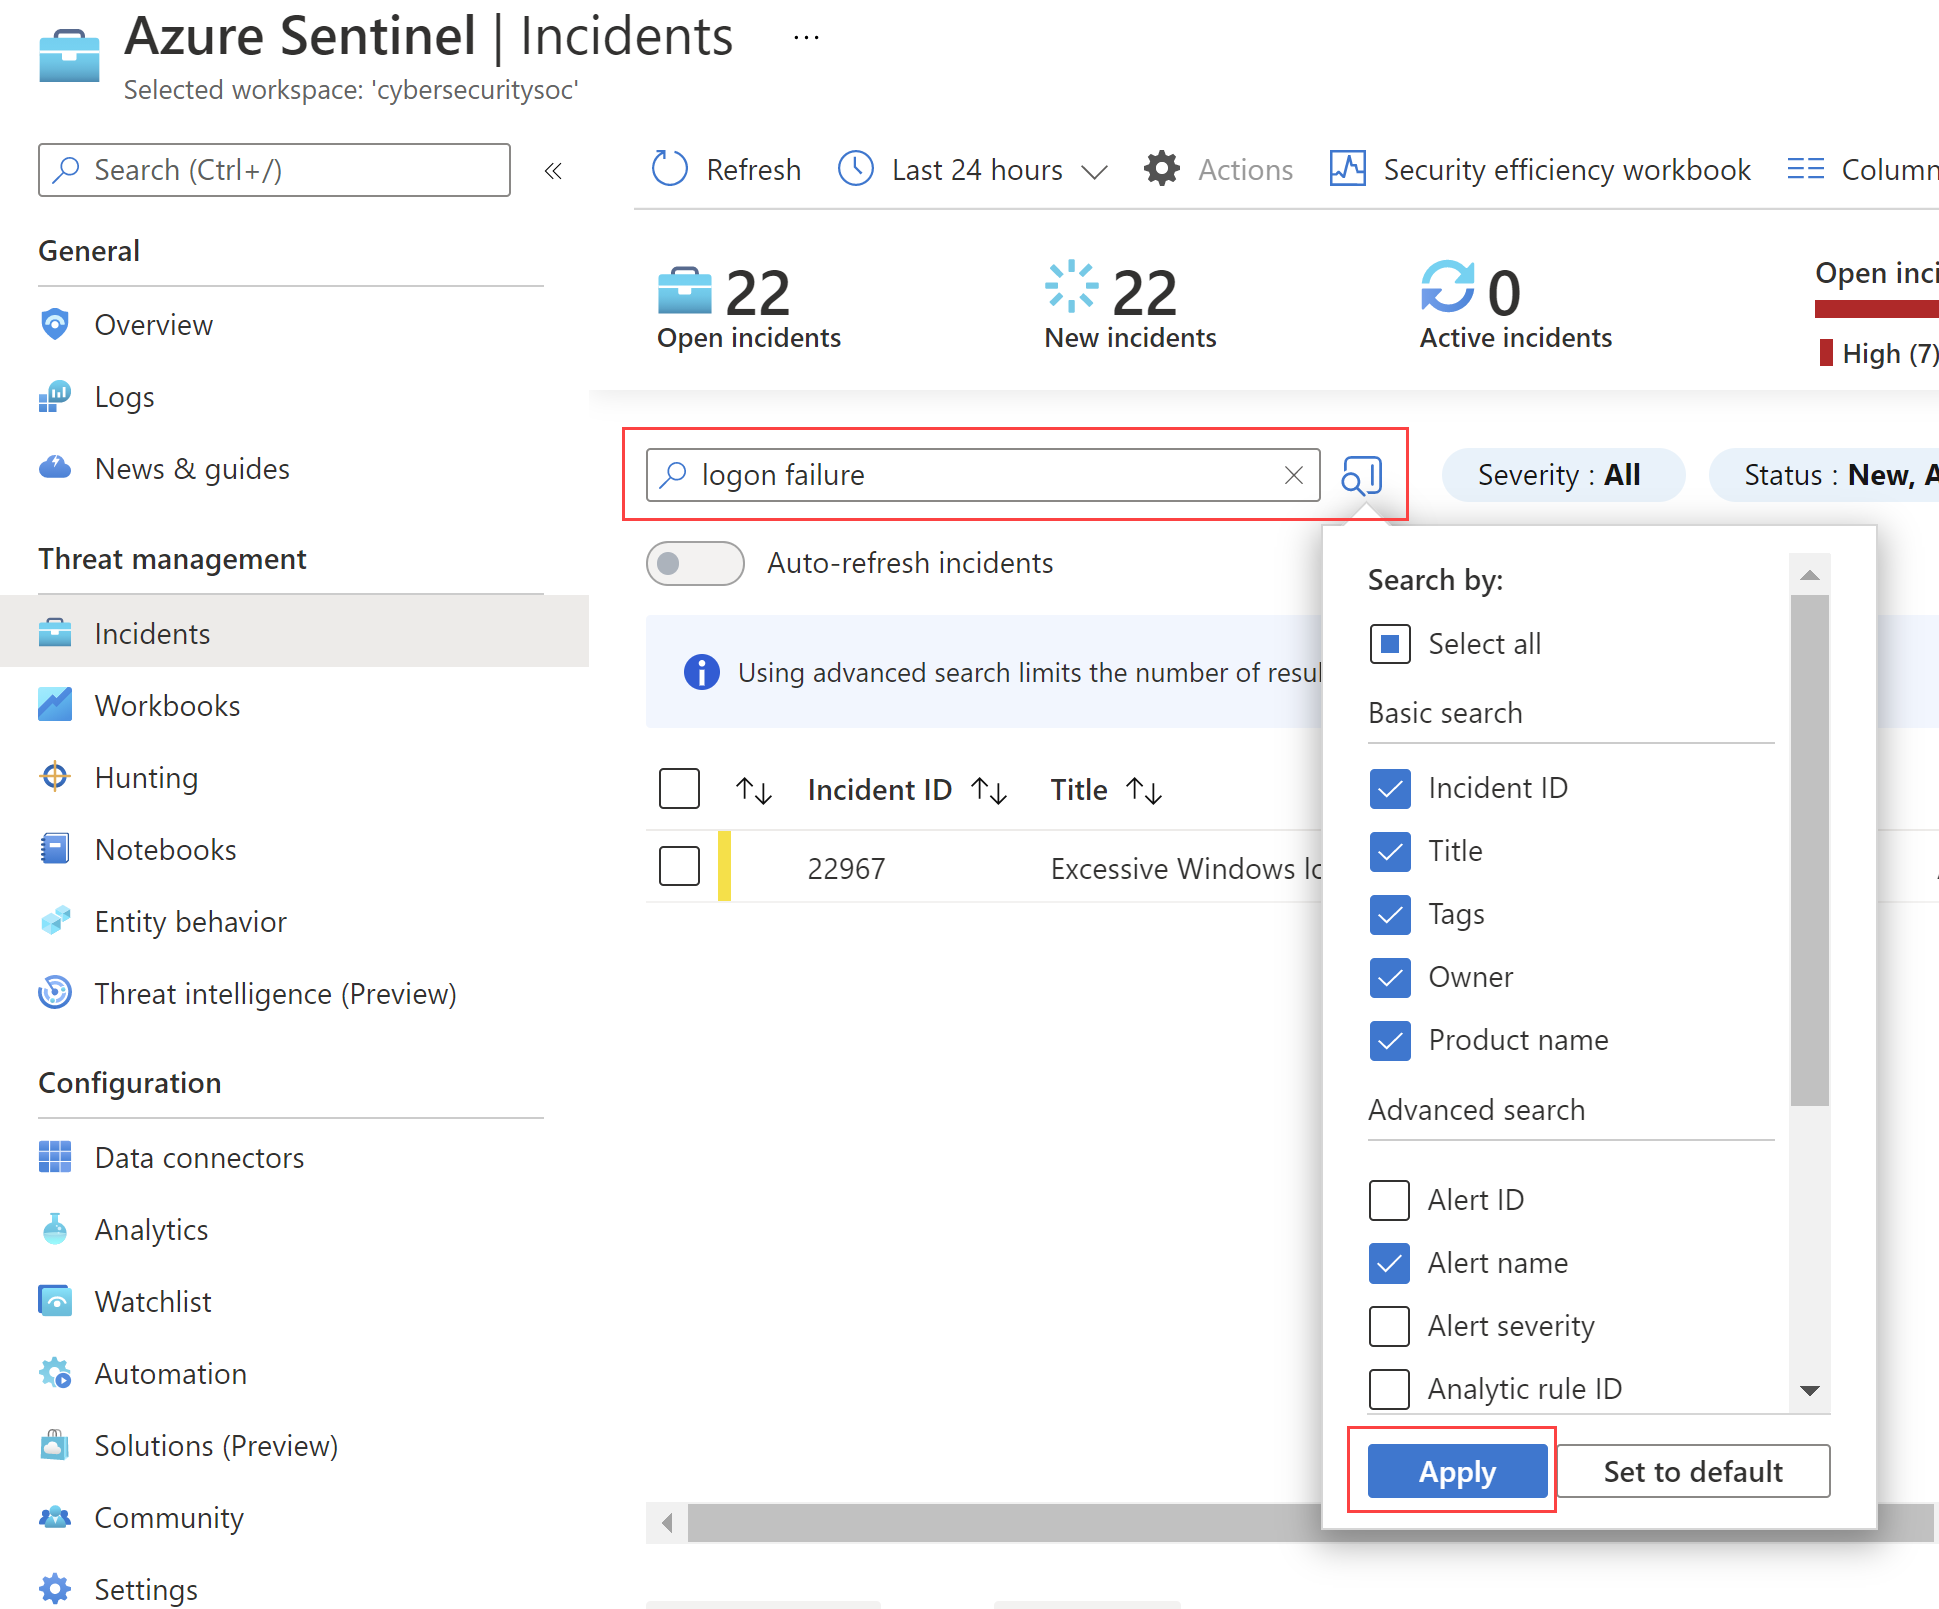 Azure Sentinel | Incidents ...
Selected workspace: 'cybersecuritysoc'
Search (Ctrl+/)
«
Refresh
Last 24 hours
Actions
Security efficiency workbook
Column
General
Overview
Logs
News & guides
Threat management
Incidents
Workbooks
Hunting
Notebooks
Entity behavior
Threat intelligence (Preview)
Configuration
Data connectors
Analytics
Watchlist
Automation
Solutions (Preview)
Community
Settings
22
Open incidents
22
New incidents
0
Active incidents
Open inci
High (7)
logon failure
Severity : All
Status : New, A
Auto-refresh incidents
Using advanced search limits the number of resul
Incident ID
Title
22967
Excessive Windows lo
Search by:
Select all
Basic search
Incident ID
Title
Tags
Owner
Product name
Advanced search
Alert ID
Alert name
Alert severity
Analytic rule ID
Apply
Set to default